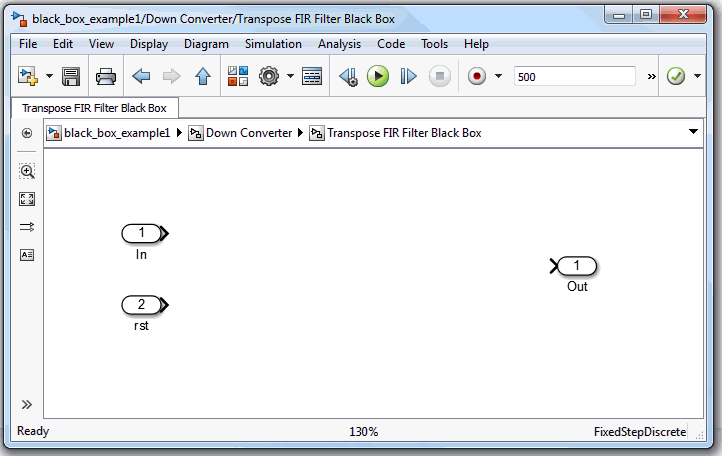 black_box_example1/Down Converter/Transpose FIR Filter Black Box
File Edit View Display Diagram Simulation Analysis Code Tools Help
500 »
Transpose FIR Filter Black Box
black_box_example1 Down Converter Transpose FIR Filter Black Box
1
In
2
rst
1
Out
»
Ready 130% FixedStepDiscrete